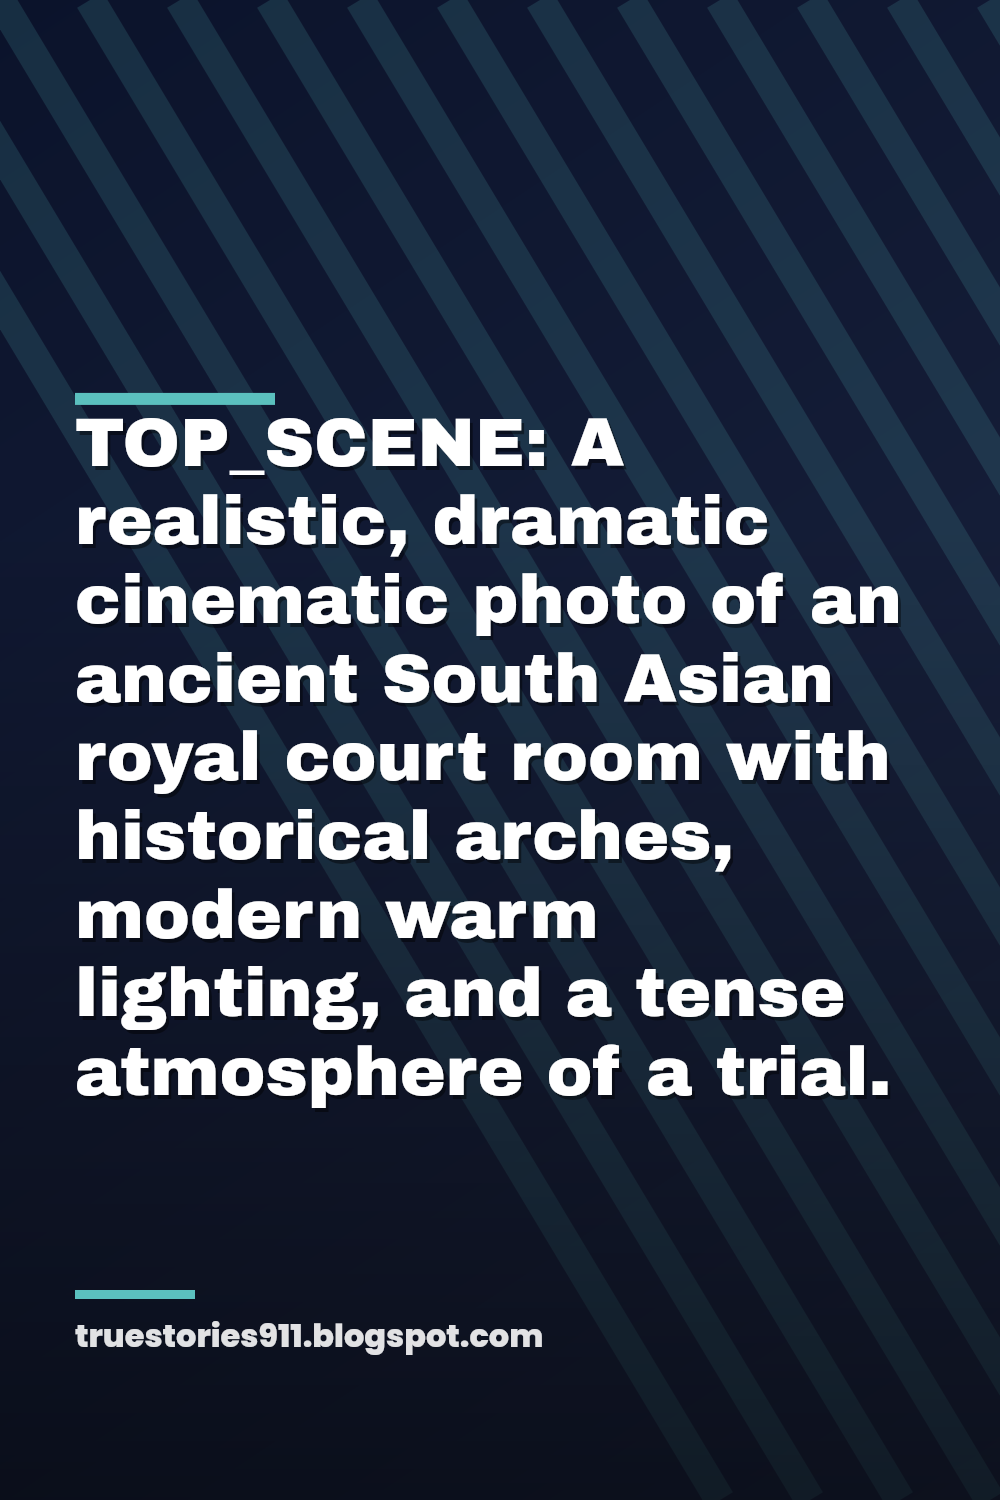 TOP_SCENE: A
realistic, dramatic
cinematic photo of an
ancient South Asian
royal court room with
historical arches,
modern warm
lighting, and a tense
atmosphere of a trial.
truestories911.blogspot.com